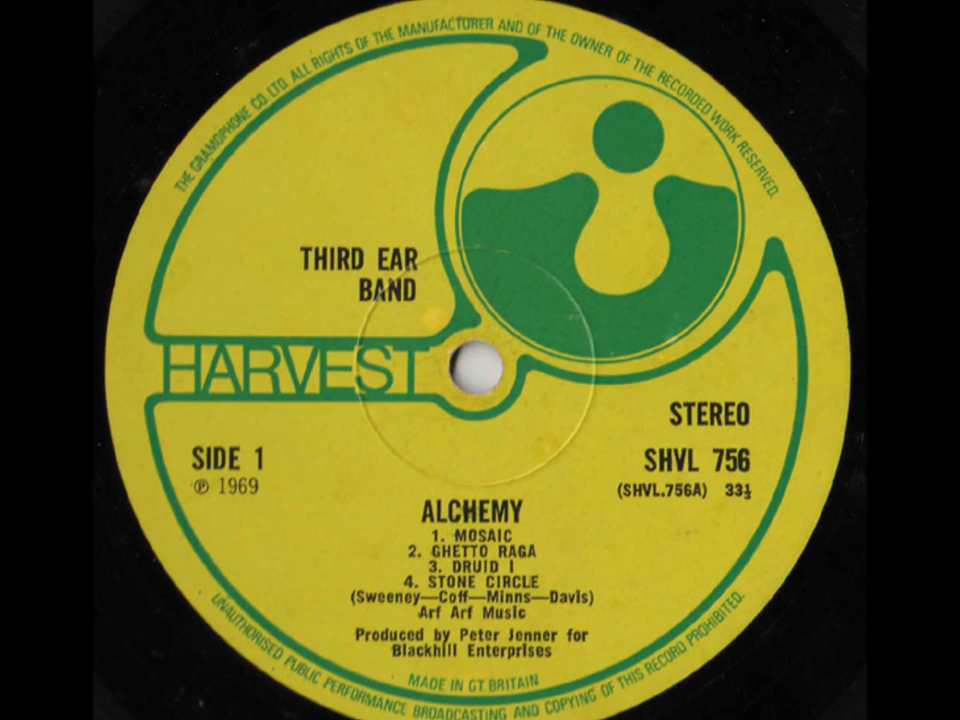 THE GRAMOPHONE CO. LTD. ALL RIGHTS OF THE MANUFACTURER AND OF THE OWNER OF THE RECORDED WORK RESERVED.
THIRD EAR
BAND
HARVEST
STEREO
SIDE 1
SHVL 756
℗ 1969
(SHVL.756A) 33⅓
ALCHEMY
1. MOSAIC
2. GHETTO RAGA
3. DRUID I
4. STONE CIRCLE
(Sweeney—Coff—Minns—Davis)
Arf Arf Music
Produced by Peter Jenner for
Blackhill Enterprises
MADE IN GT. BRITAIN
UNAUTHORISED PUBLIC PERFORMANCE BROADCASTING AND COPYING OF THIS RECORD PROHIBITED.